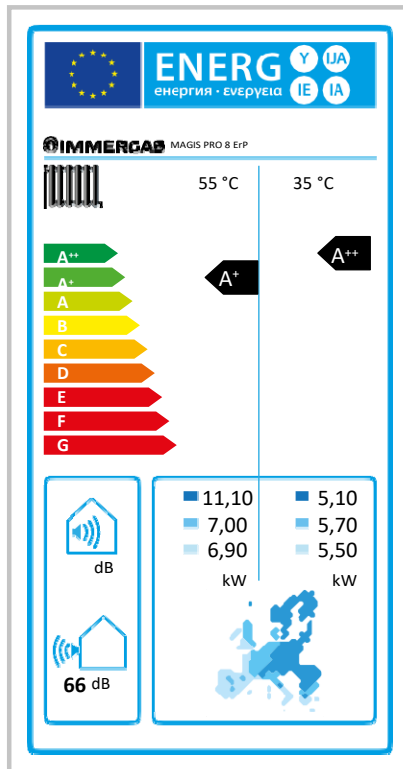 ENERG Y IJA
енергия · ενεργεια IE IA
IMMERGAS MAGIS PRO 8 ErP
55 °C 35 °C
A++
A+
A
B
C
D
E
F
G
A+
A++
dB
66 dB
11,10 5,10
7,00 5,70
6,90 5,50
kW kW